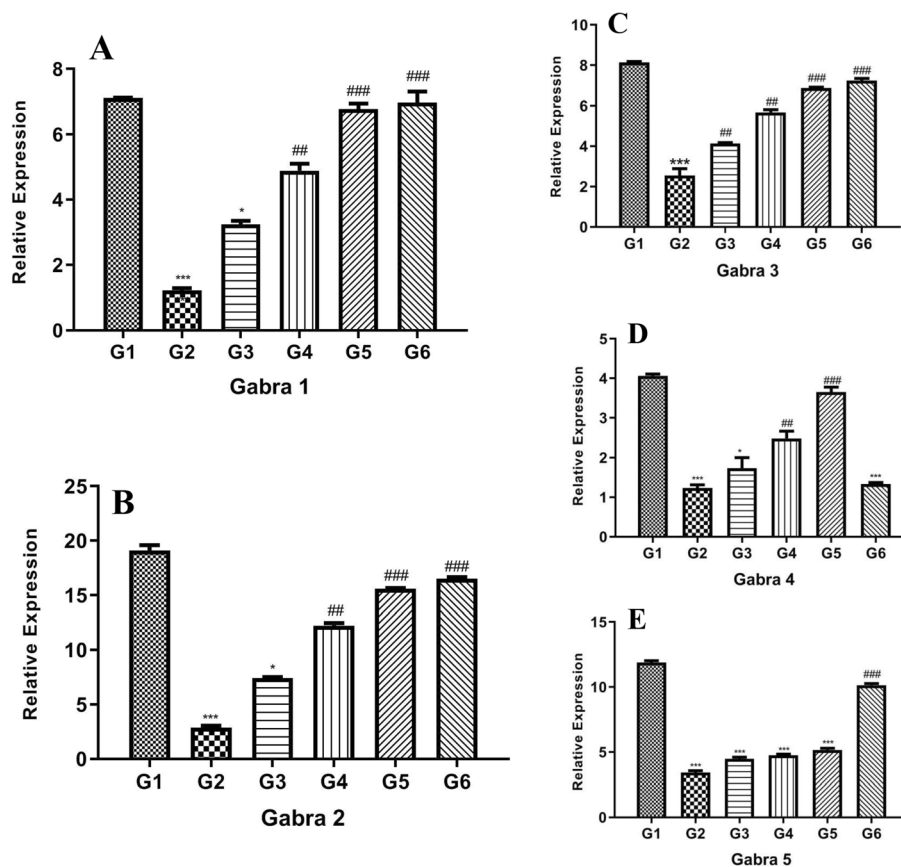 A
Relative Expression
8
6
4
2
0
***
*
##
###
###
G1 G2 G3 G4 G5 G6
Gabra 1
B
Relative Expression
25
20
15
10
5
0
***
*
##
###
###
G1 G2 G3 G4 G5 G6
Gabra 2
C
Relative Expression
10
8
6
4
2
0
***
##
##
###
###
G1 G2 G3 G4 G5 G6
Gabra 3
D
Relative Expression
5
4
3
2
1
0
***
*
##
###
***
G1 G2 G3 G4 G5 G6
Gabra 4
E
Relative Expression
15
10
5
0
***
***
***
***
###
G1 G2 G3 G4 G5 G6
Gabra 5